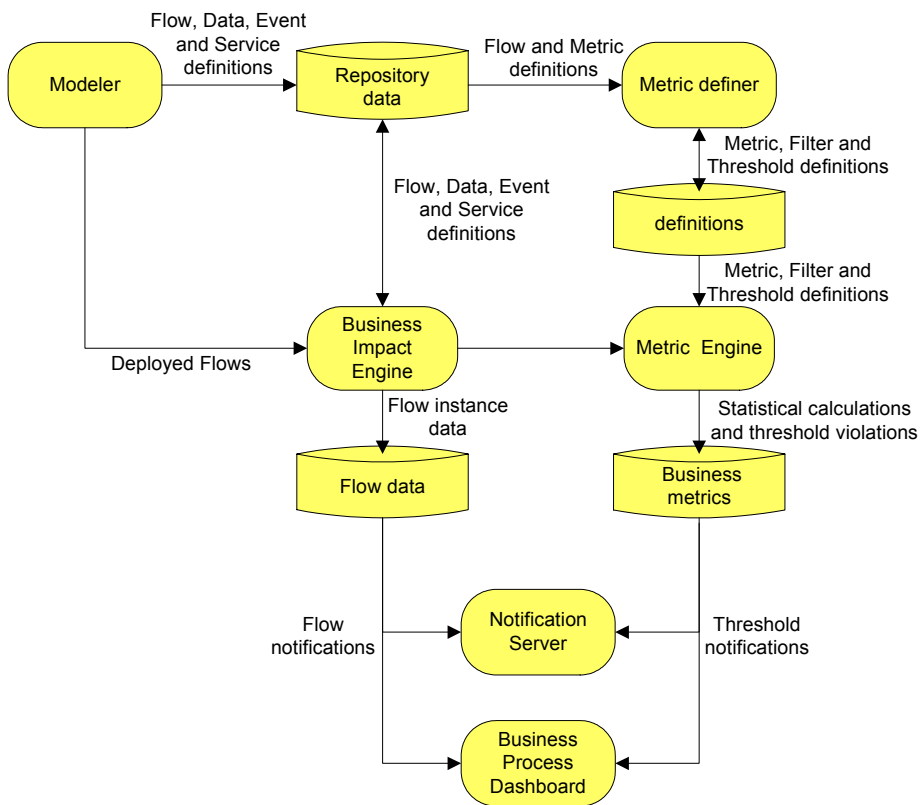 Flow, Data, Event
and Service
definitions
Flow and Metric
definitions
Modeler
Repository
data
Metric definer
Metric, Filter and
Threshold definitions
Flow, Data, Event
and Service
definitions
definitions
Metric, Filter and
Threshold definitions
Business
Impact
Engine
Metric Engine
Deployed Flows
Flow instance
data
Statistical calculations
and threshold violations
Flow data
Business
metrics
Flow
notifications
Notification
Server
Threshold
notifications
Business
Process
Dashboard